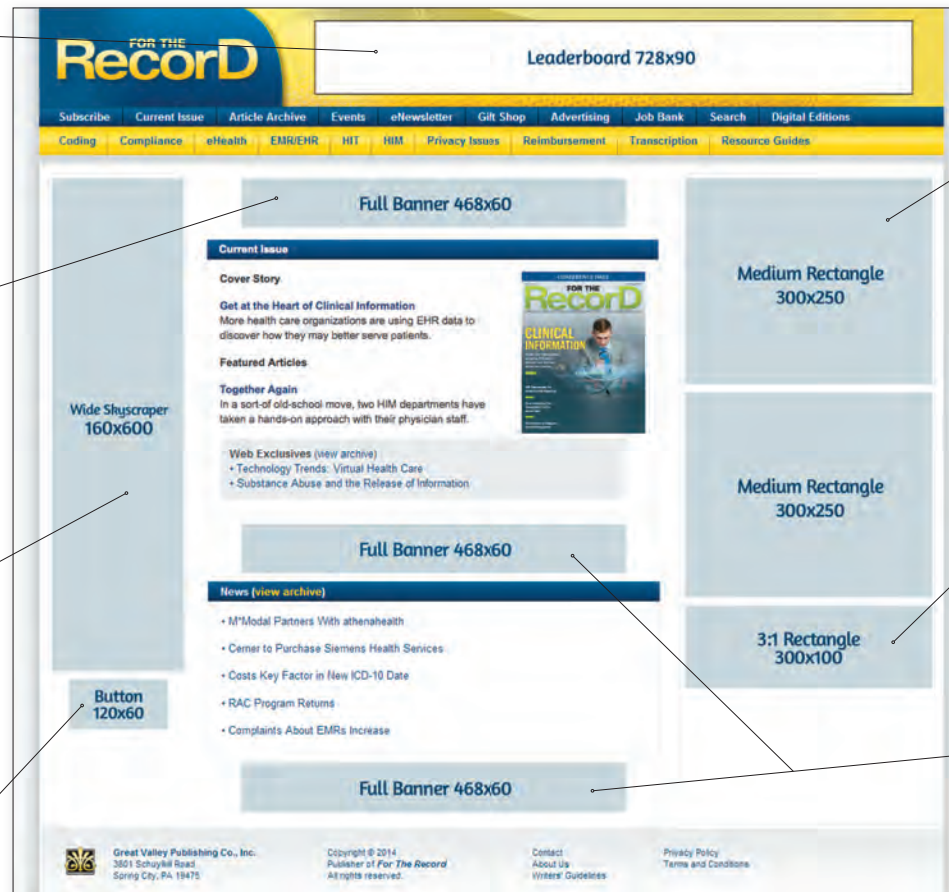 FOR THE
RecorD
Leaderboard 728x90
Subscribe Current Issue Article Archive Events eNewsletter Gift Shop Advertising Job Bank Search Digital Editions
Coding Compliance eHealth EMR/EHR HIT HIM Privacy Issues Reimbursement Transcription Resource Guides
Full Banner 468x60
Current Issue
Cover Story
Get at the Heart of Clinical Information
More health care organizations are using EHR data to
discover how they may better serve patients.
Featured Articles
Together Again
In a sort-of old-school move, two HIM departments have
taken a hands-on approach with their physician staff.
Web Exclusives (view archive)
• Technology Trends: Virtual Health Care
• Substance Abuse and the Release of Information
FOR THE
RecorD
CLINICAL
INFORMATION
Wide Skyscraper
160x600
Medium Rectangle
300x250
Medium Rectangle
300x250
Full Banner 468x60
News (view archive)
• M*Modal Partners With athenahealth
• Cerner to Purchase Siemens Health Services
• Costs Key Factor in New ICD-10 Date
• RAC Program Returns
• Complaints About EMRs Increase
3:1 Rectangle
300x100
Button
120x60
Full Banner 468x60
Great Valley Publishing Co., Inc.
3801 Schuylkill Road
Spring City, PA 19475
Copyright © 2014
Publisher of For The Record
All rights reserved.
Contact
About Us
Writers' Guidelines
Privacy Policy
Terms and Conditions